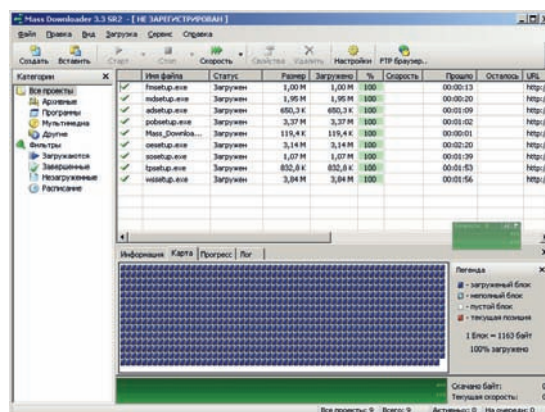 Mass Downloader 3.3 SR2 - [ НЕ ЗАРЕГИСТРИРОВАН ]
Файл Правка Вид Загрузка Сервис Справка
Создать Вставить Старт Стоп Скорость Свойства Удалить Настройки FTP браузер...
Категории
Имя файла Статус Размер Загружено % Скорость Прошло Осталось URL
Все проекты
fmsetup.exe Загружен 1,00 M 1,00 M 100 00:00:13 http:
Архивные
mdsetup.exe Загружен 1,95 M 1,95 M 100 00:00:20 http:
Программы
adsetup.exe Загружен 650,3 K 650,3 K 100 00:01:09 http:
Мультимедиа
pobsetup.exe Загружен 3,37 M 3,37 M 100 00:01:02 http:
Другие
Mass_Downloa... Загружен 119,4 K 119,4 K 100 00:00:01 http:
Фильтры
oesetup.exe Загружен 3,14 M 3,14 M 100 00:02:20 http:
Загружаются
sosetup.exe Загружен 1,07 M 1,07 M 100 00:01:39 http:
Завершенные
tpsetup.exe Загружен 832,8 K 832,8 K 100 00:01:53 http:
Незагруженные
wssetup.exe Загружен 3,84 M 3,84 M 100 00:01:56 http:
Расписание
Информация Карта Прогресс Лог
Легенда
- загруженый блок
- неполный блок
- пустой блок
- текущая позиция
1 Блок = 1163 байт
100% загружено
Скачано байт:
Текущая скорость:
Все проекты: 9 Всего: 9 Активных: 0 На очереди: 0